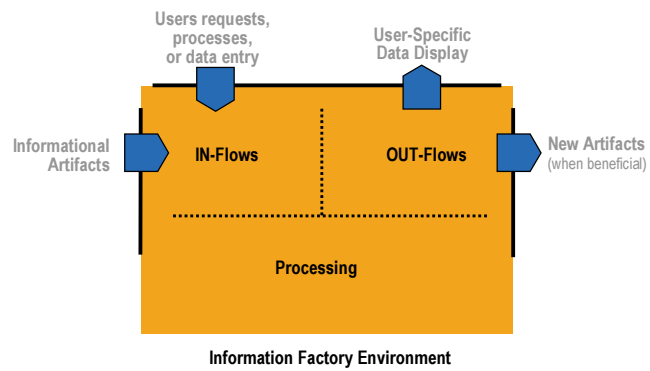 Users requests,
processes,
or data entry
User-Specific
Data Display
Informational
Artifacts
IN-Flows
OUT-Flows
New Artifacts
(when beneficial)
Processing
Information Factory Environment